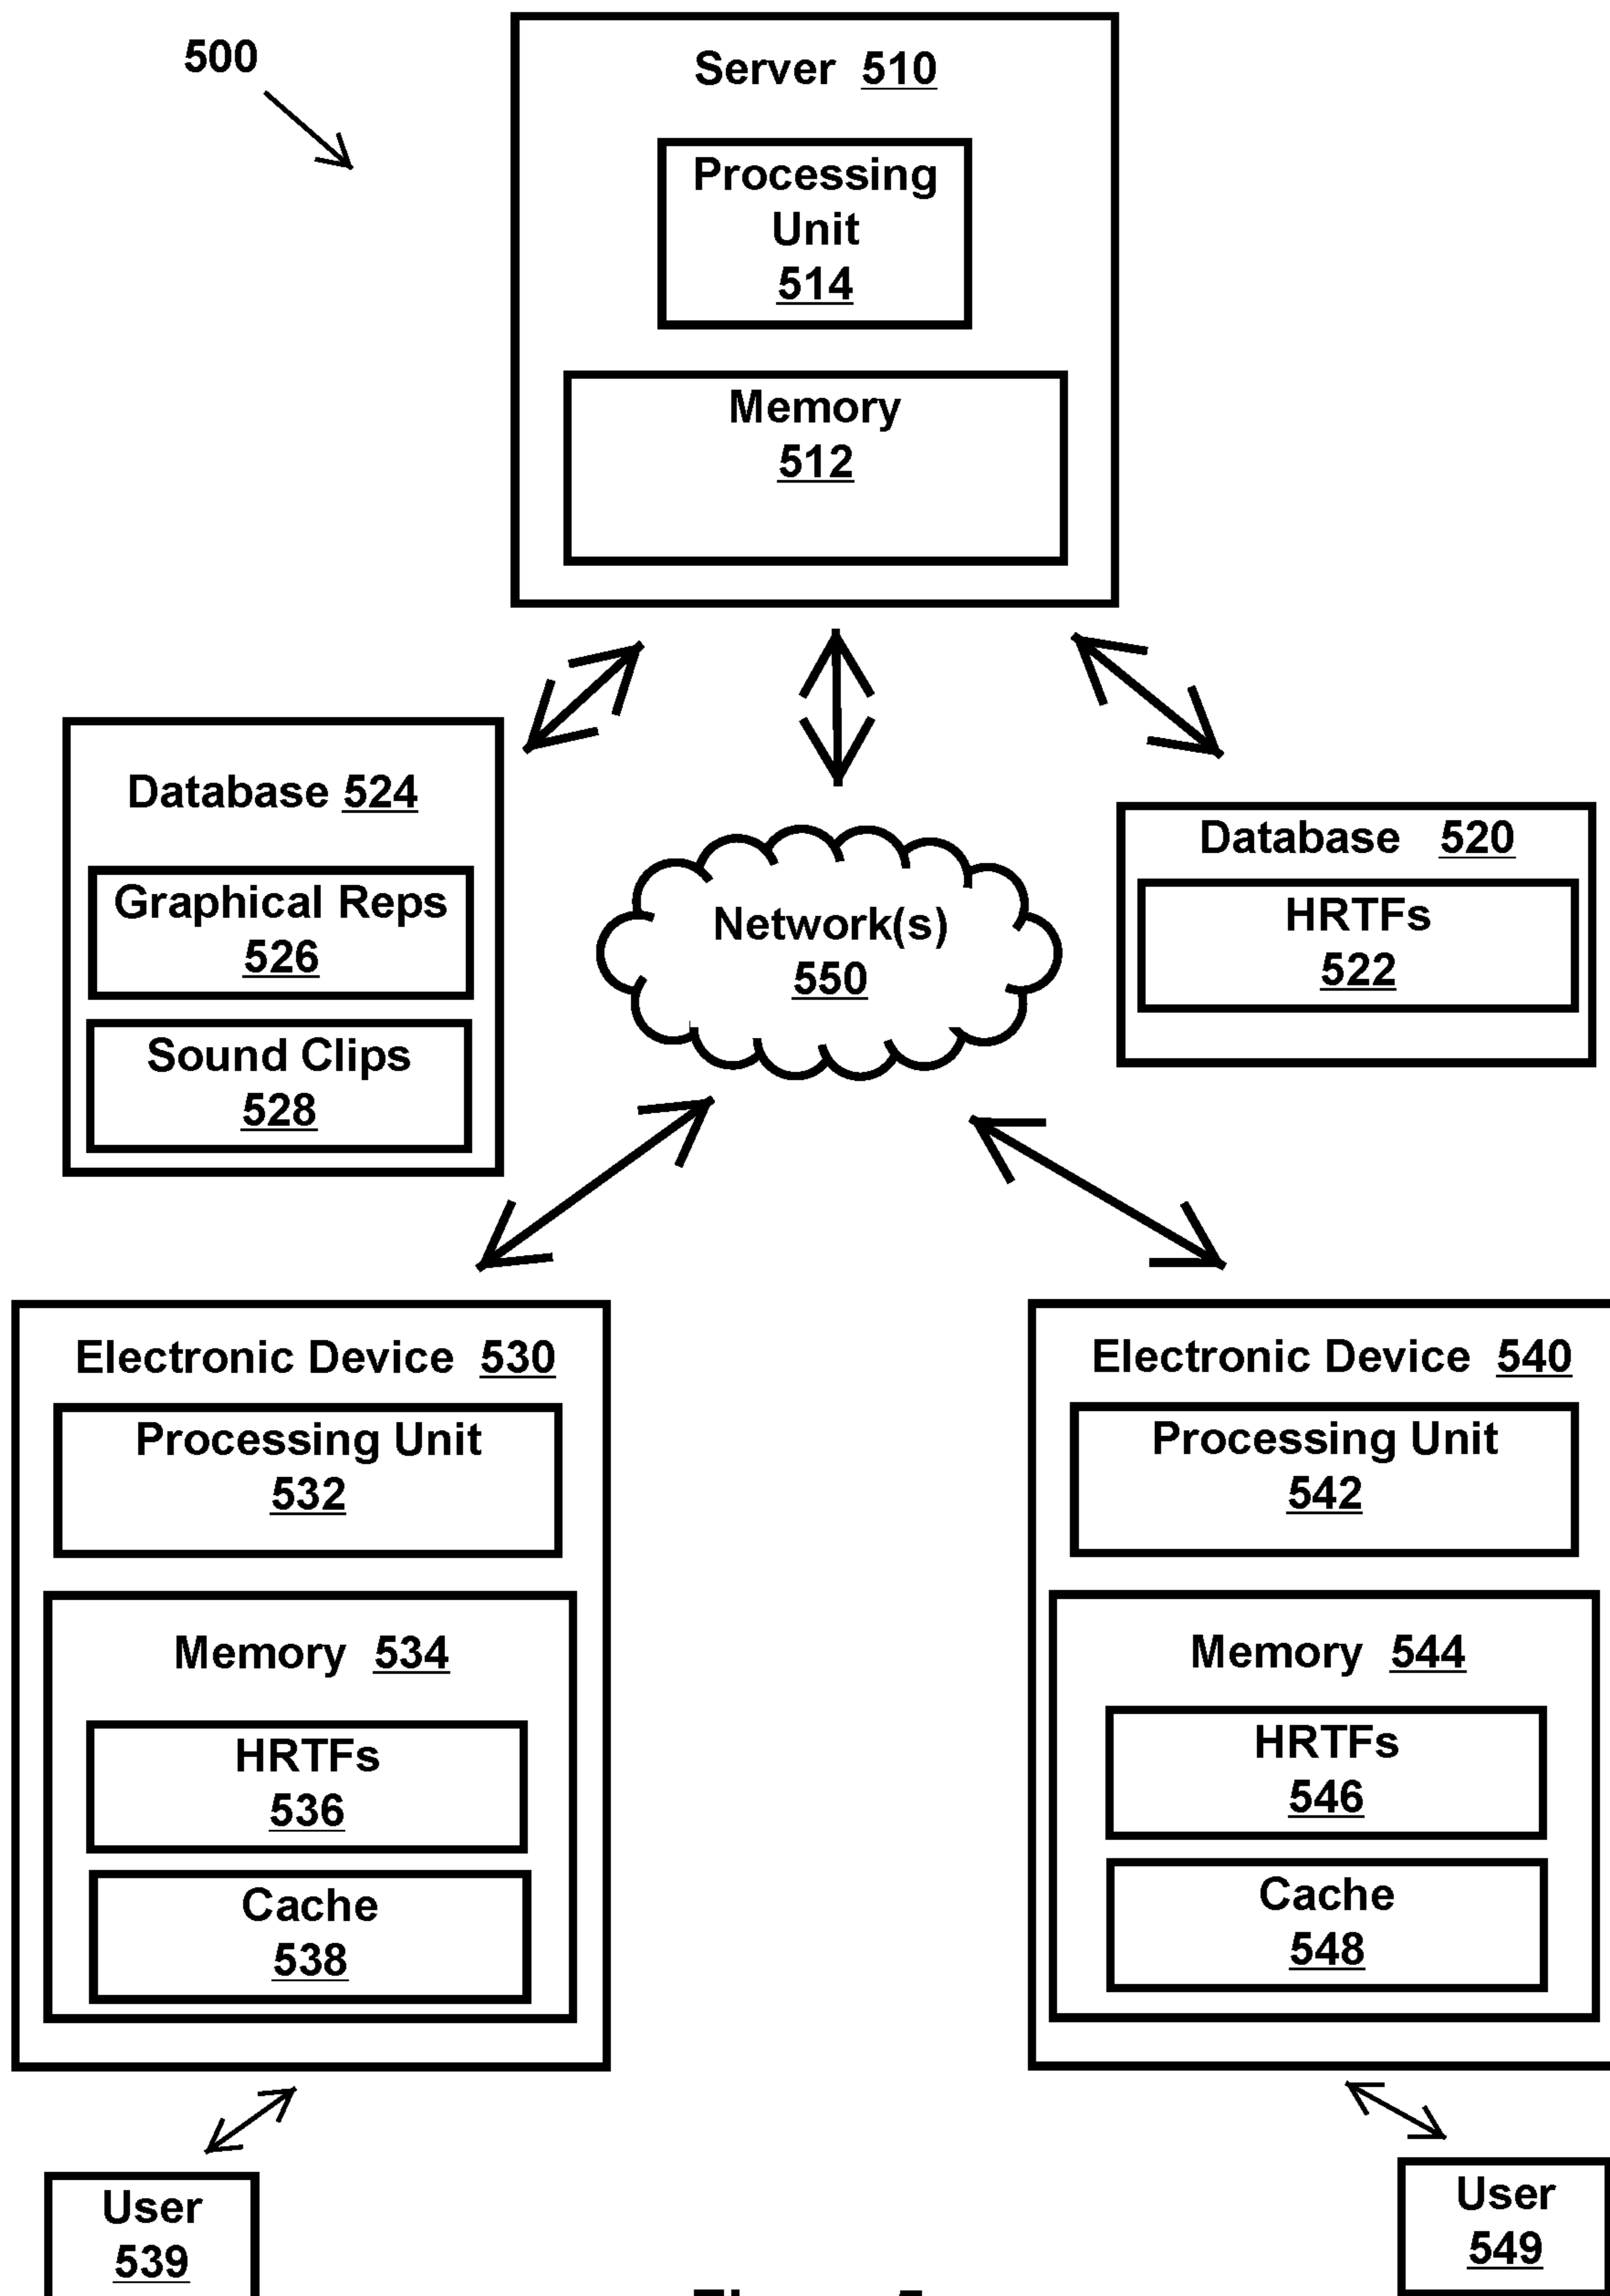 500
Server 510
Processing
Unit
514
Memory
512
Database 524
Graphical Reps
526
Sound Clips
528
Network(s)
550
Database 520
HRTFs
522
Electronic Device 530
Processing Unit
532
Memory 534
HRTFs
536
Cache
538
User
539
Electronic Device 540
Processing Unit
542
Memory 544
HRTFs
546
Cache
548
User
549